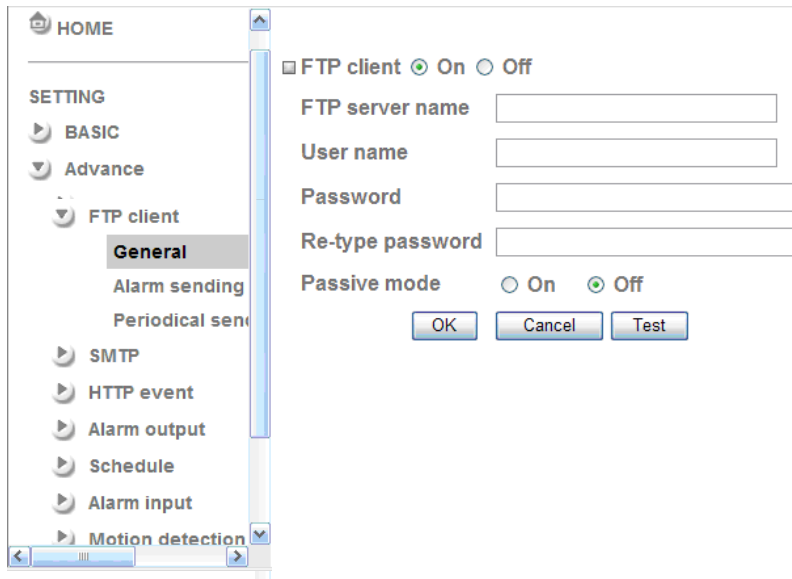 HOME
SETTING
BASIC
Advance
FTP client
General
Alarm sending
Periodical sen
SMTP
HTTP event
Alarm output
Schedule
Alarm input
Motion detection
FTP client On Off
FTP server name
User name
Password
Re-type password
Passive mode On Off
OK Cancel Test